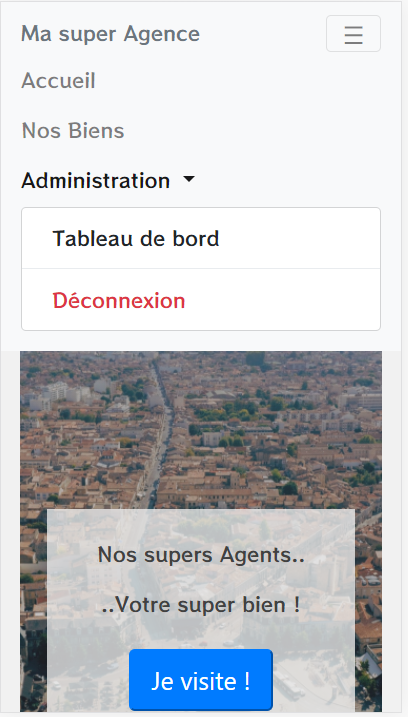 Ma super Agence
Accueil
Nos Biens
Administration
Tableau de bord
Déconnexion
Nos supers Agents..
..Votre super bien !
Je visite !